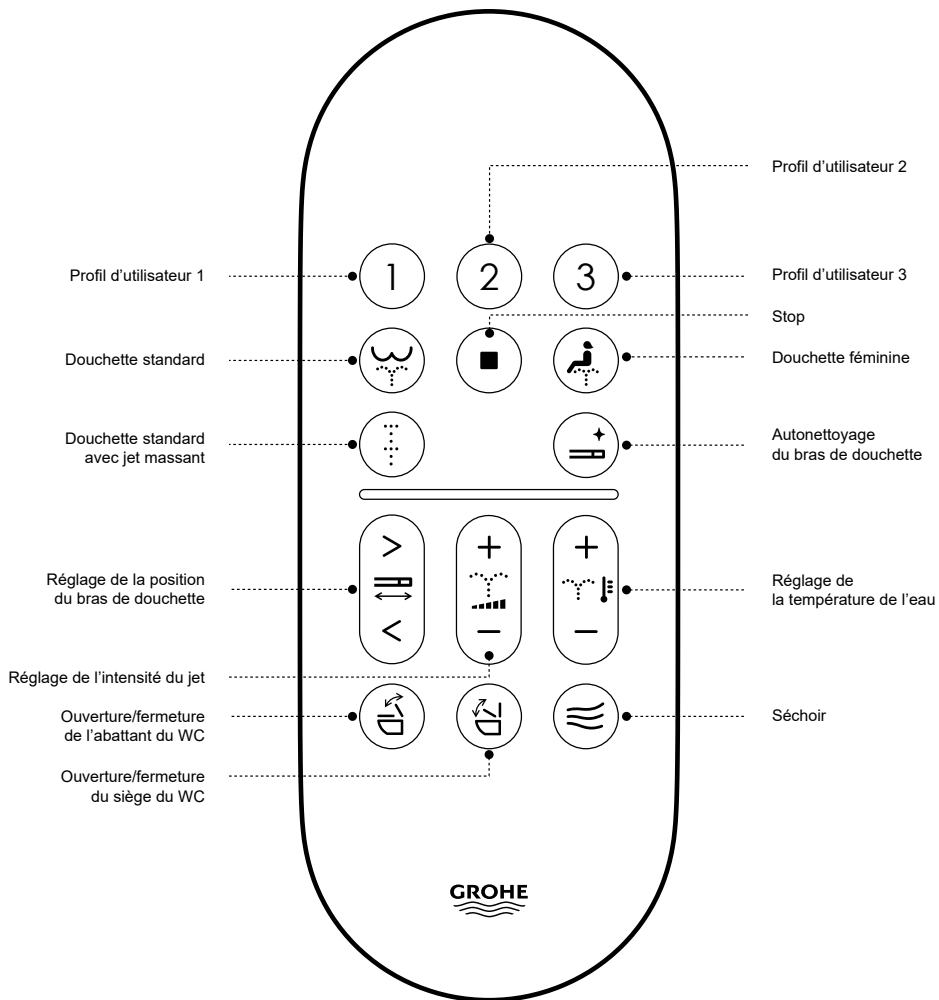 Profil d’utilisateur 2
Profil d’utilisateur 1
1
2
3
Profil d’utilisateur 3
Stop
Douchette standard
Douchette féminine
Douchette standard
avec jet massant
Autonettoyage
du bras de douchette
>
+
+
Réglage de la position
du bras de douchette
Réglage de
la température de l’eau
<
−
−
Réglage de l’intensité du jet
Ouverture/fermeture
de l’abattant du WC
Séchoir
Ouverture/fermeture
du siège du WC
GROHE